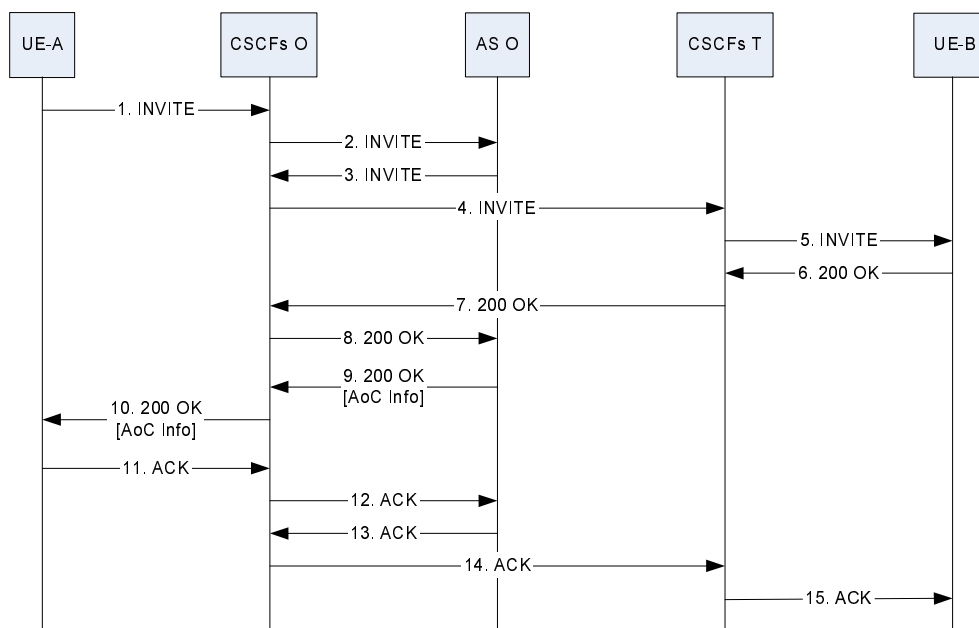 UE-A
CSCFs O
AS O
CSCFs T
UE-B
1. INVITE
2. INVITE
3. INVITE
4. INVITE
5. INVITE
6. 200 OK
7. 200 OK
8. 200 OK
9. 200 OK
[AoC Info]
10. 200 OK
[AoC Info]
11. ACK
12. ACK
13. ACK
14. ACK
15. ACK